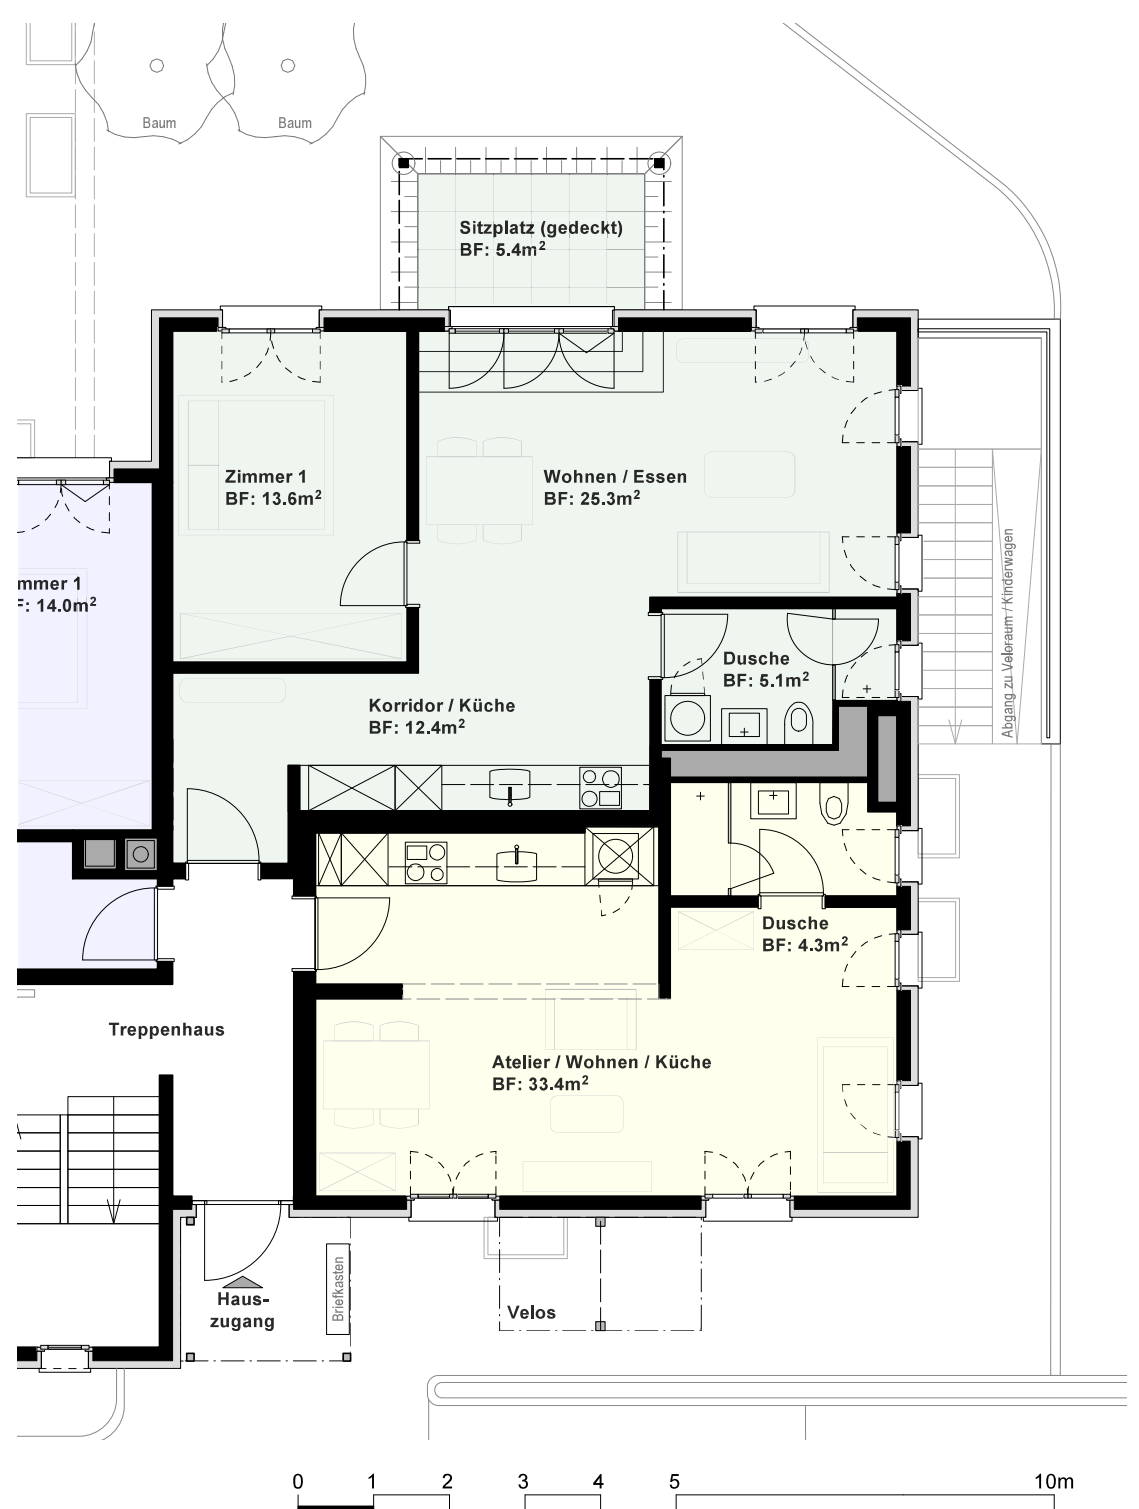 Baum
Baum
Sitzplatz (gedeckt)
BF: 5.4m²
Zimmer 1
BF: 13.6m²
Wohnen / Essen
BF: 25.3m²
mmer 1
F: 14.0m²
Abgang zu Veloraum / Kinderwagen
Dusche
BF: 5.1m²
Korridor / Küche
BF: 12.4m²
Dusche
BF: 4.3m²
Treppenhaus
Atelier / Wohnen / Küche
BF: 33.4m²
Briefkasten
Haus-
zugang
Velos
0 1 2 3 4 5 10m